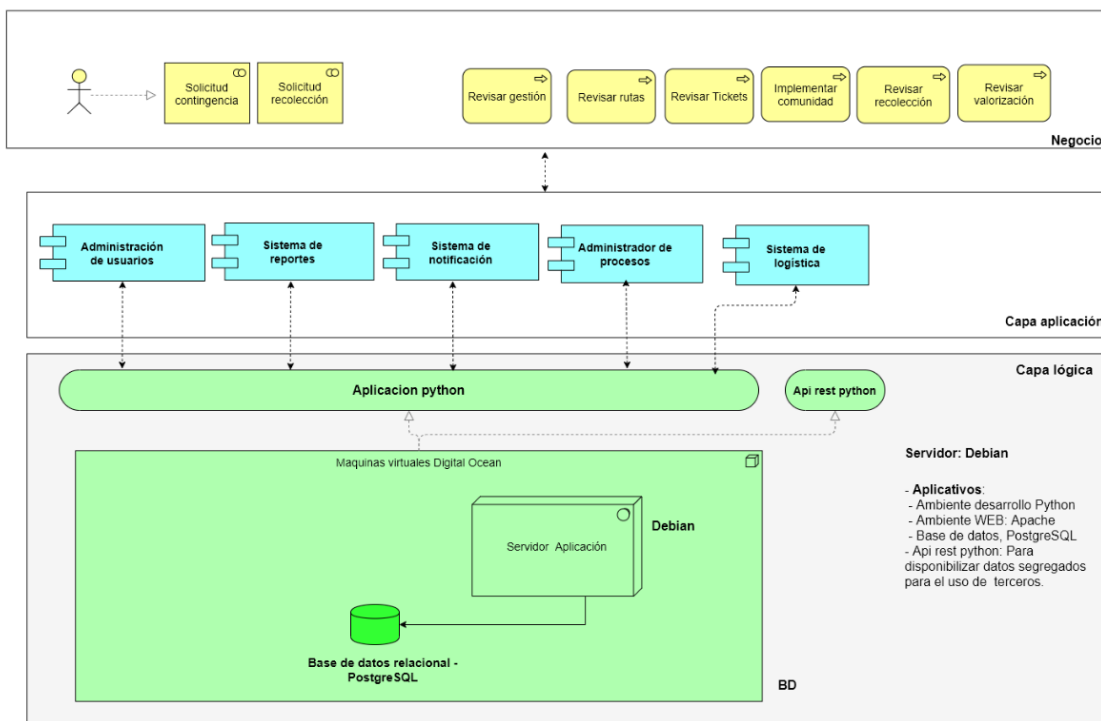 Solicitud
contingencia
Solicitud
recolección
Revisar gestión
Revisar rutas
Revisar Tickets
Implementar
comunidad
Revisar
recolección
Revisar
valorización
Negocio
Administración
de usuarios
Sistema de
reportes
Sistema de
notificación
Administrador de
procesos
Sistema de
logística
Capa aplicación
Capa lógica
Aplicacion python
Api rest python
Maquinas virtuales Digital Ocean
Servidor Aplicación
Debian
Base de datos relacional -
PostgreSQL
BD
Servidor: Debian
- Aplicativos:
- Ambiente desarrollo Python
- Ambiente WEB: Apache
- Base de datos, PostgreSQL
- Api rest python: Para
disponibilizar datos segregados
para el uso de terceros.